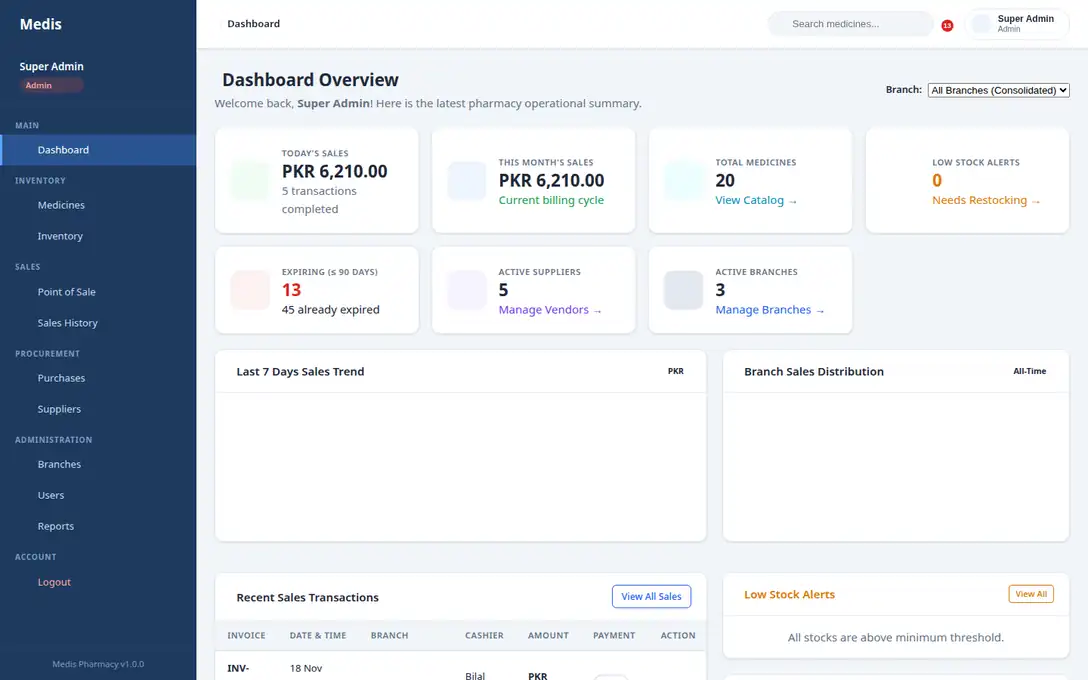 Medis
Super Admin
Admin
MAIN
Dashboard
INVENTORY
Medicines
Inventory
SALES
Point of Sale
Sales History
PROCUREMENT
Purchases
Suppliers
ADMINISTRATION
Branches
Users
Reports
ACCOUNT
Logout
Medis Pharmacy v1.0.0
Dashboard
Search medicines...
13
Super Admin
Admin
Dashboard Overview
Welcome back, Super Admin! Here is the latest pharmacy operational summary.
Branch: All Branches (Consolidated)
TODAY'S SALES
PKR 6,210.00
5 transactions
completed
THIS MONTH'S SALES
PKR 6,210.00
Current billing cycle
TOTAL MEDICINES
20
View Catalog →
LOW STOCK ALERTS
0
Needs Restocking →
EXPIRING (≤ 90 DAYS)
13
45 already expired
ACTIVE SUPPLIERS
5
Manage Vendors →
ACTIVE BRANCHES
3
Manage Branches →
Last 7 Days Sales Trend
PKR
Branch Sales Distribution
All-Time
Recent Sales Transactions
View All Sales
INVOICE DATE & TIME BRANCH CASHIER AMOUNT PAYMENT ACTION
INV- 18 Nov
Bilal PKR
Low Stock Alerts
View All
All stocks are above minimum threshold.